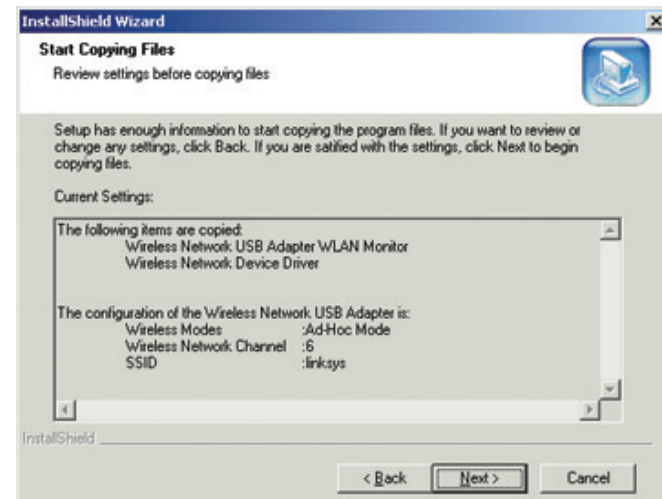 InstallShield Wizard
Start Copying Files
Review settings before copying files
Setup has enough information to start copying the program files. If you want to review or
change any settings, click Back. If you are satified with the settings, click Next to begin
copying files.
Current Settings:
The following items are copied:
Wireless Network USB Adapter WLAN Monitor
Wireless Network Device Driver
The configuration of the Wireless Network USB Adapter is:
Wireless Modes :Ad-Hoc Mode
Wireless Network Channel :6
SSID :linksys
InstallShield
< Back Next > Cancel